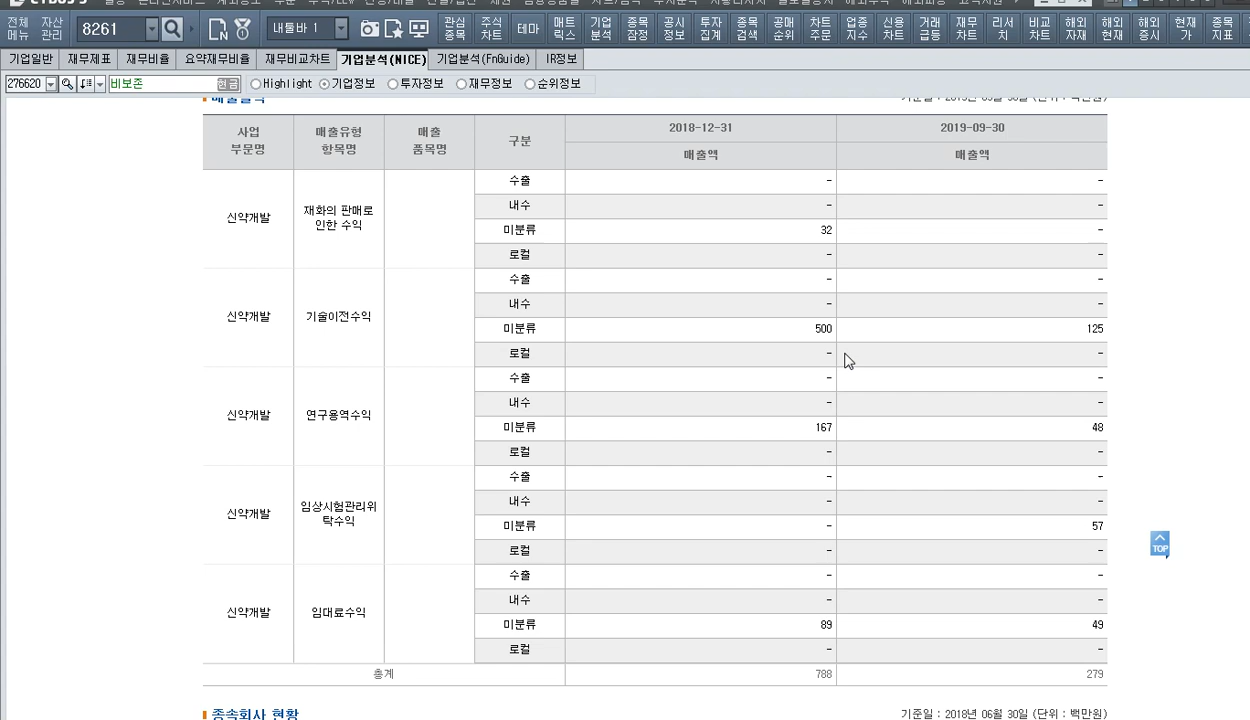 전체 자산 8261 내툴바 1 관심 주식 테마 매트 기업 종목 공시 투자 종목 공매 차트 업종 신용 거래 재무 리서 비교 해외 해외 해외 현재 종목
메뉴 관리 종목 차트 릭스 분석 잠정 정보 집계 검색 순위 주문 지수 차트 급등 차트 치 차트 자재 현재 증시 가 지표
기업일반 재무제표 재무비율 요약재무비율 재무비교차트 기업분석(NICE) 기업분석(FnGuide) IR정보
276620 비보존 현금 Highlight 기업정보 투자정보 재무정보 순위정보
사업 부문명 매출유형 항목명 매출 품목명 구분 2018-12-31 2019-09-30
매출액 매출액
신약개발 재화의 판매로 인한 수익
수출 - -
내수 - -
미분류 32 -
로컬 - -
신약개발 기술이전수익
수출 - -
내수 - -
미분류 500 125
로컬 - -
신약개발 연구용역수익
수출 - -
내수 - -
미분류 167 48
로컬 - -
신약개발 임상시험관리위탁수익
수출 - -
내수 - -
미분류 - 57
로컬 - -
신약개발 임대료수익
수출 - -
내수 - -
미분류 89 49
로컬 - -
총계 788 279
TOP
종속회사 현황 기준일 : 2018년 06월 30일 (단위 : 백만원)